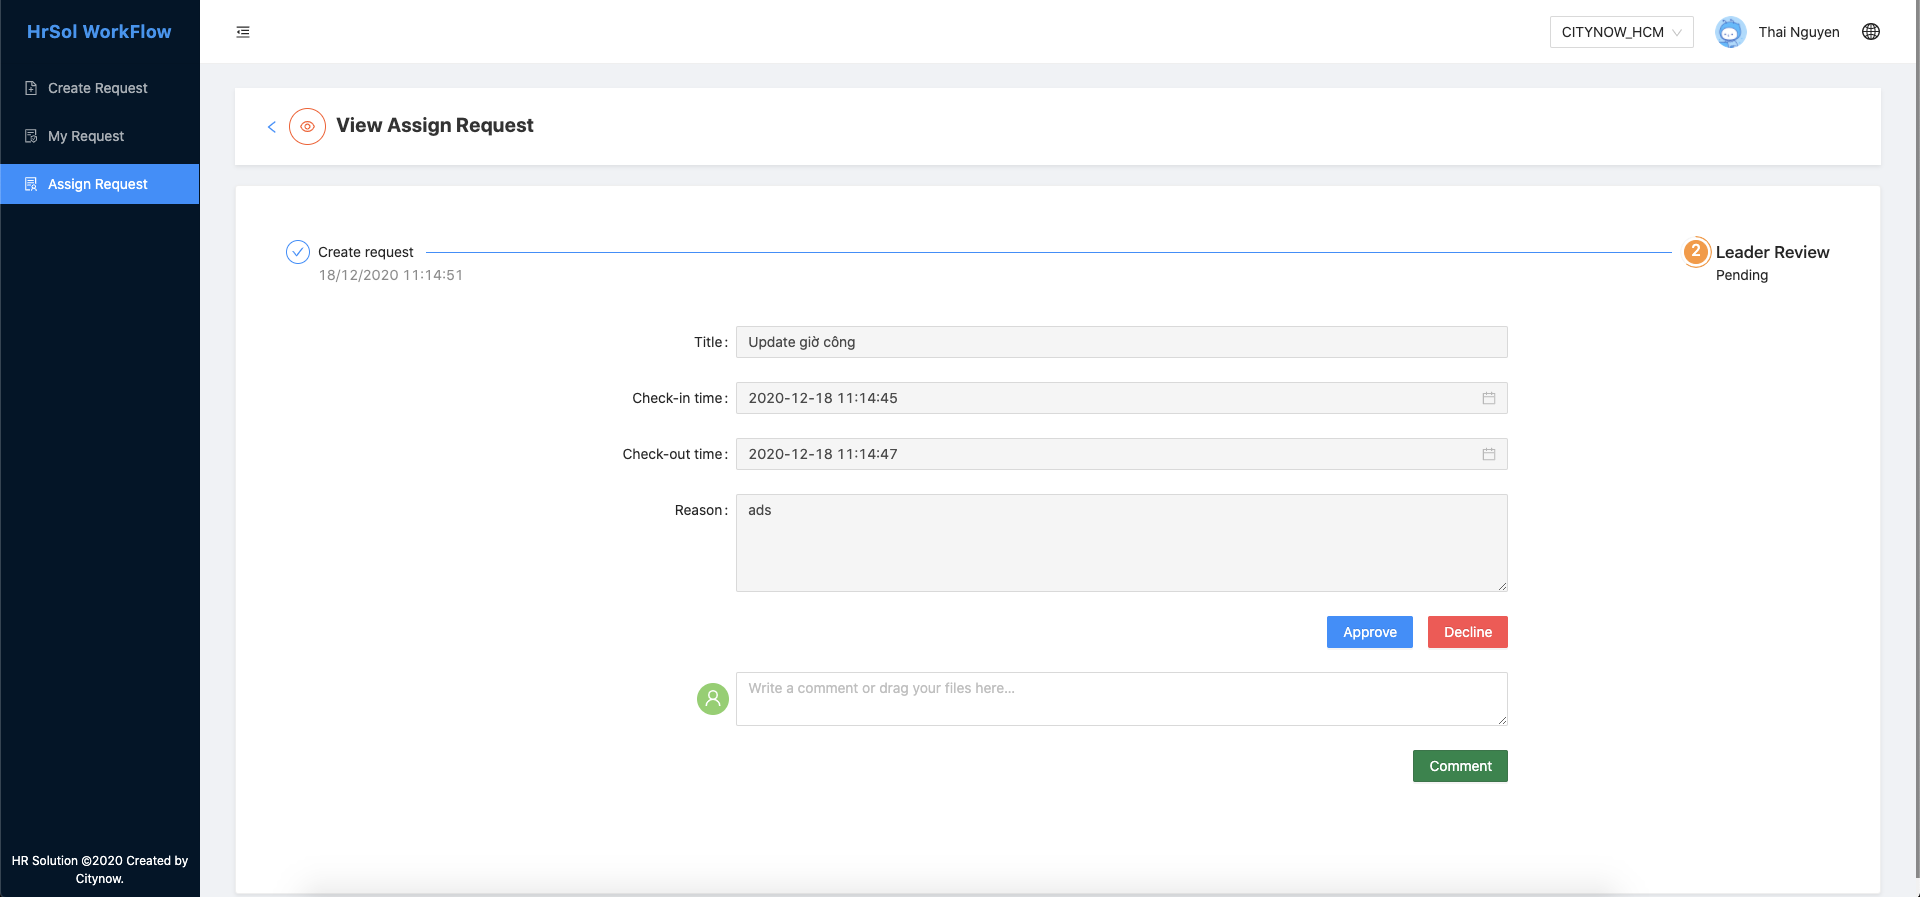 HrSol WorkFlow
CITYNOW_HCM
Thai Nguyen
Create Request
My Request
Assign Request
View Assign Request
Create request
18/12/2020 11:14:51
2
Leader Review
Pending
Title: Update giờ công
Check-in time: 2020-12-18 11:14:45
Check-out time: 2020-12-18 11:14:47
Reason: ads
Approve
Decline
Write a comment or drag your files here...
Comment
HR Solution ©2020 Created by
Citynow.